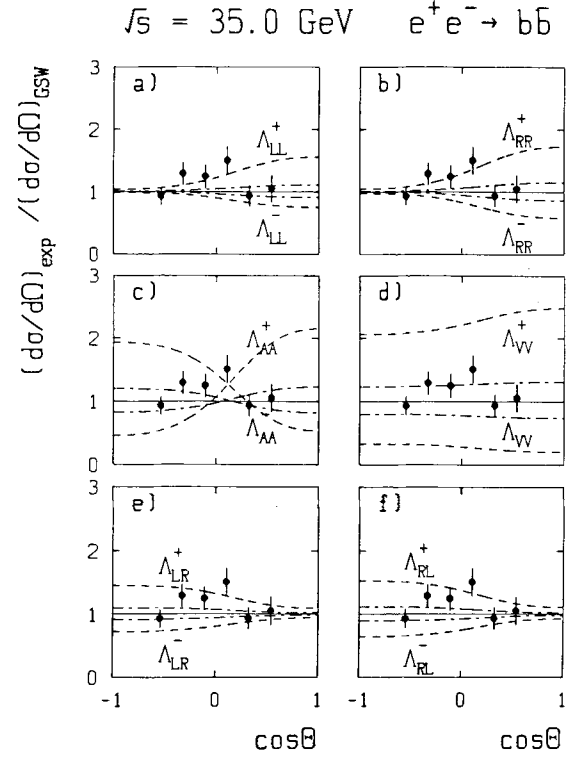 √s = 35.0 GeV e⁺e⁻→ bb̄
(dσ/dΩ)exp /(dσ/dΩ)GSW
a)
Λ⁺LL
Λ⁻LL
b)
Λ⁺RR
Λ⁻RR
c)
Λ⁺AA
Λ⁻AA
d)
Λ⁺VV
Λ⁻VV
e)
Λ⁺LR
Λ⁻LR
f)
Λ⁺RL
Λ⁻RL
3
2
1
0
3
2
1
0
3
2
1
0
-1 0 1 -1 0 1
cosΘ cosΘ